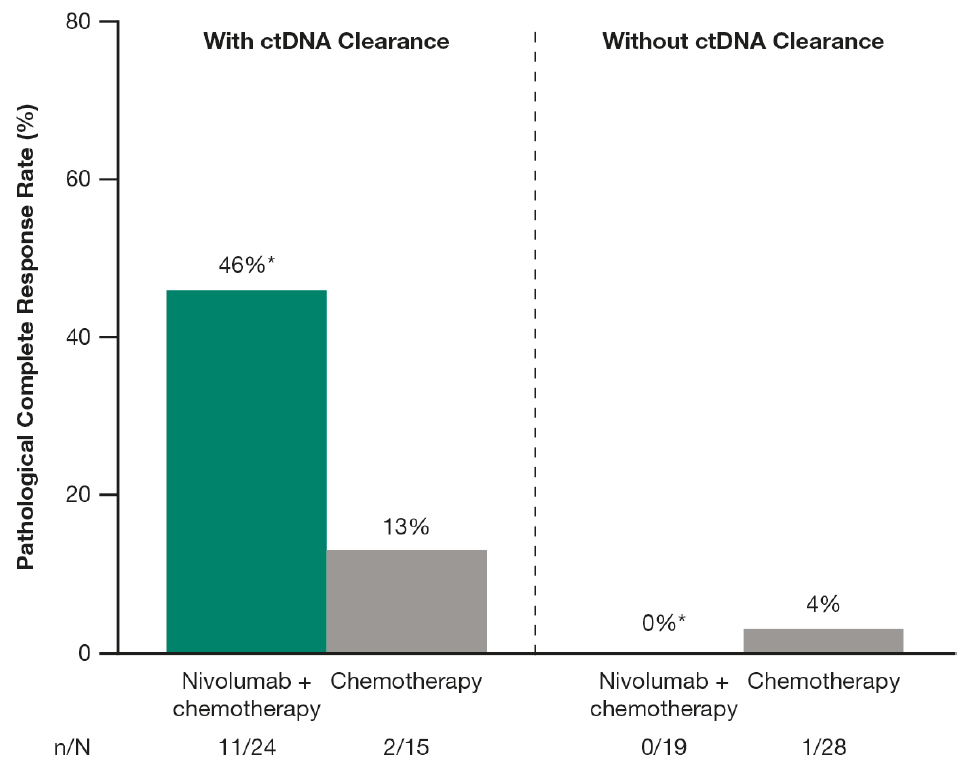 Pathological Complete Response Rate (%)
80
60
40
20
0
With ctDNA Clearance
Without ctDNA Clearance
46%*
13%
0%*
4%
Nivolumab +
chemotherapy
Chemotherapy
Nivolumab +
chemotherapy
Chemotherapy
n/N
11/24
2/15
0/19
1/28